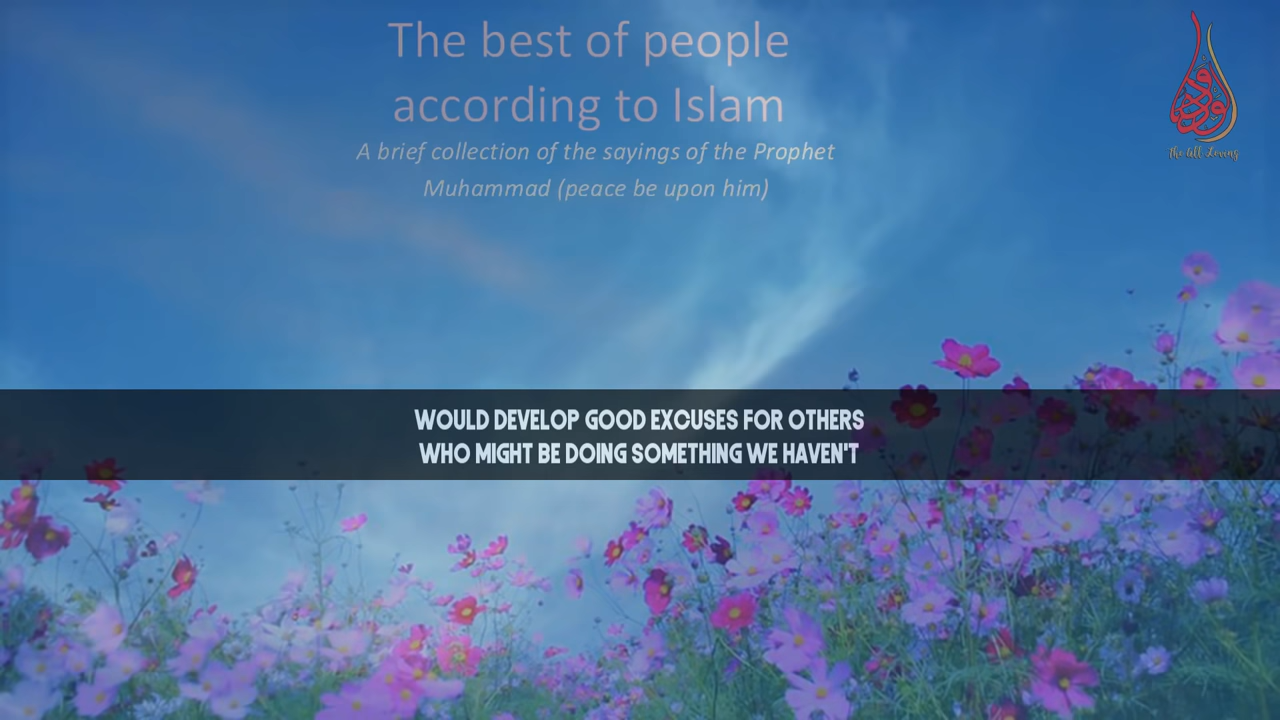 The best of people
according to Islam
A brief collection of the sayings of the Prophet
Muhammad (peace be upon him)
The All Loving
WOULD DEVELOP GOOD EXCUSES FOR OTHERS
WHO MIGHT BE DOING SOMETHING WE HAVEN'T